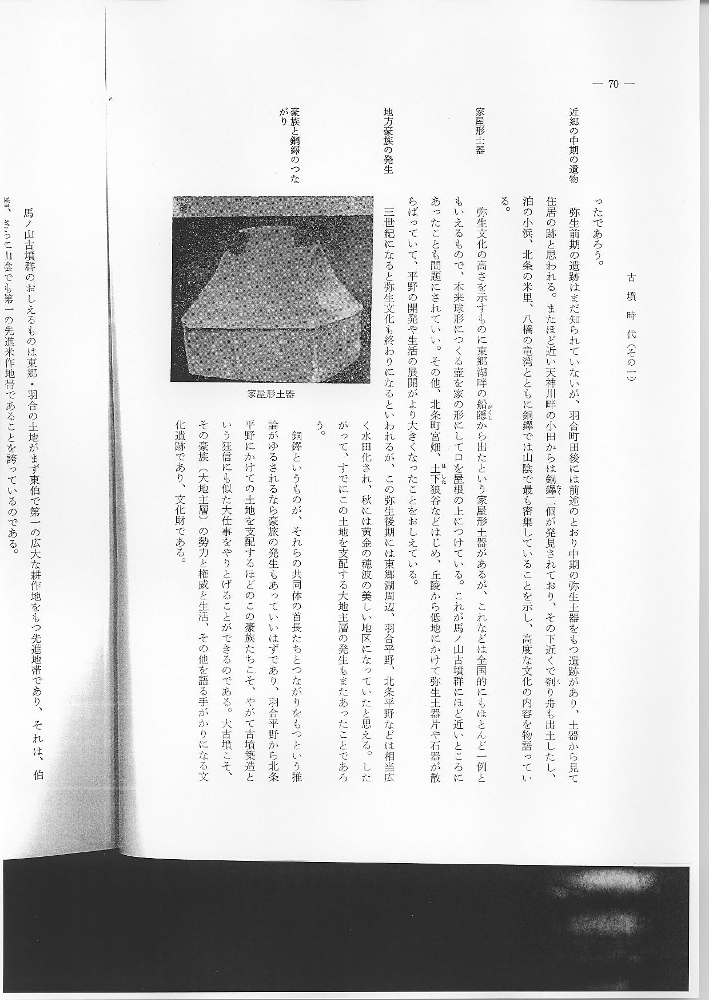 ― 70 ―
古墳時代（その一）
ったであろう。
近郷の中期の遺物
弥生前期の遺跡はまだ知られていないが、羽合町田後には前述のとおり中期の弥生土器をもつ遺跡があり、土器から見て
住居の跡と思われる。またほど近い天神川畔の小田からは銅鐸二個が発見されており、その下近くで刳り舟も出土したし、
たく
く
泊の小浜、北条の米里、八橋の竜湾とともに銅鐸では山陰で最も密集していることを示し、高度な文化の内容を物語ってい
る。
家屋形土器
弥生文化の高さを示すものに東郷湖畔の船隠から出たという家屋形土器があるが、これなどは全国的にもほとんど一例と
がくし
もいえるもので、本来球形につくる壺を家の形にして口を屋根の上につけている。これが馬ノ山古墳群にほど近いところに
あったことも問題にされていい。その他、北条町宮畑、土下狼谷などはじめ、丘陵から低地にかけて弥生土器片や石器が散
はした
らばっていて、平野の開発や生活の展開がより大きくなったことをおしえている。
地方豪族の発生
三世紀になると弥生文化も終わりになるといわれるが、この弥生後期には東郷湖周辺、羽合平野、北条平野などは相当広
く水田化され、秋には黄金の穂波の美しい地区になっていたと思える。した
がって、すでにこの土地を支配する大地主層の発生もまたあったことであろ
う。
豪族と鋼鐸のつな
がり
銅鐸というものが、それらの共同体の首長たちとつながりをもつという推
論がゆるされるなら豪旅の発生もあっていいはずであり、羽合平野から北条
平野にかけての土地を支配するほどのこの豪族たちこそ、やがて古墳築造と
いう狂信にも似た大仕事をやりとげることができるのである。大古墳こそ、
その豪族（大地主層）の勢力と権威と生活、その他を語る手がかりになる文
化遺跡であり、文化財である。
家屋形土器
馬ノ山古墳群のおしえるものは東郷・羽合の土地がまず東伯で第一の広大な耕作地をもつ先進地帯であり、それは、伯
耆、さらに山陰でも第一の先進米作地帯であることを誇っているのである。